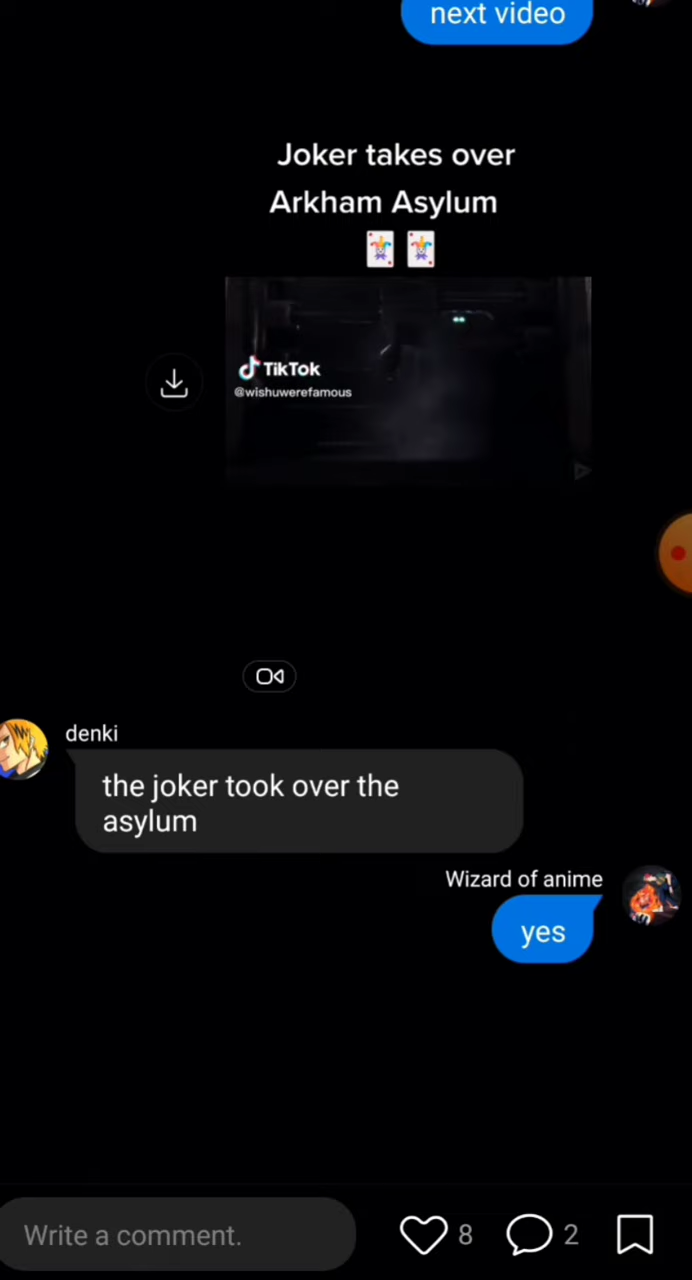 next video
Joker takes over
Arkham Asylum
🃏 🃏
TikTok
@wishuwerefamous
denki
the joker took over the
asylum
Wizard of anime
yes
Write a comment.
8
2